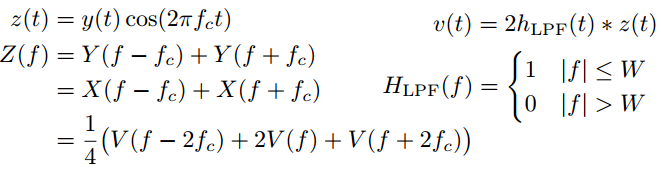 z(t) = y(t) cos(2πf_c t)
Z(f) = Y(f − f_c) + Y(f + f_c)
= X(f − f_c) + X(f + f_c)
= 1/4 (V(f − 2f_c) + 2V(f) + V(f + 2f_c))
v(t) = 2h_LPF(t) ∗ z(t)
H_LPF(f) = { 1 |f| ≤ W
0 |f| > W